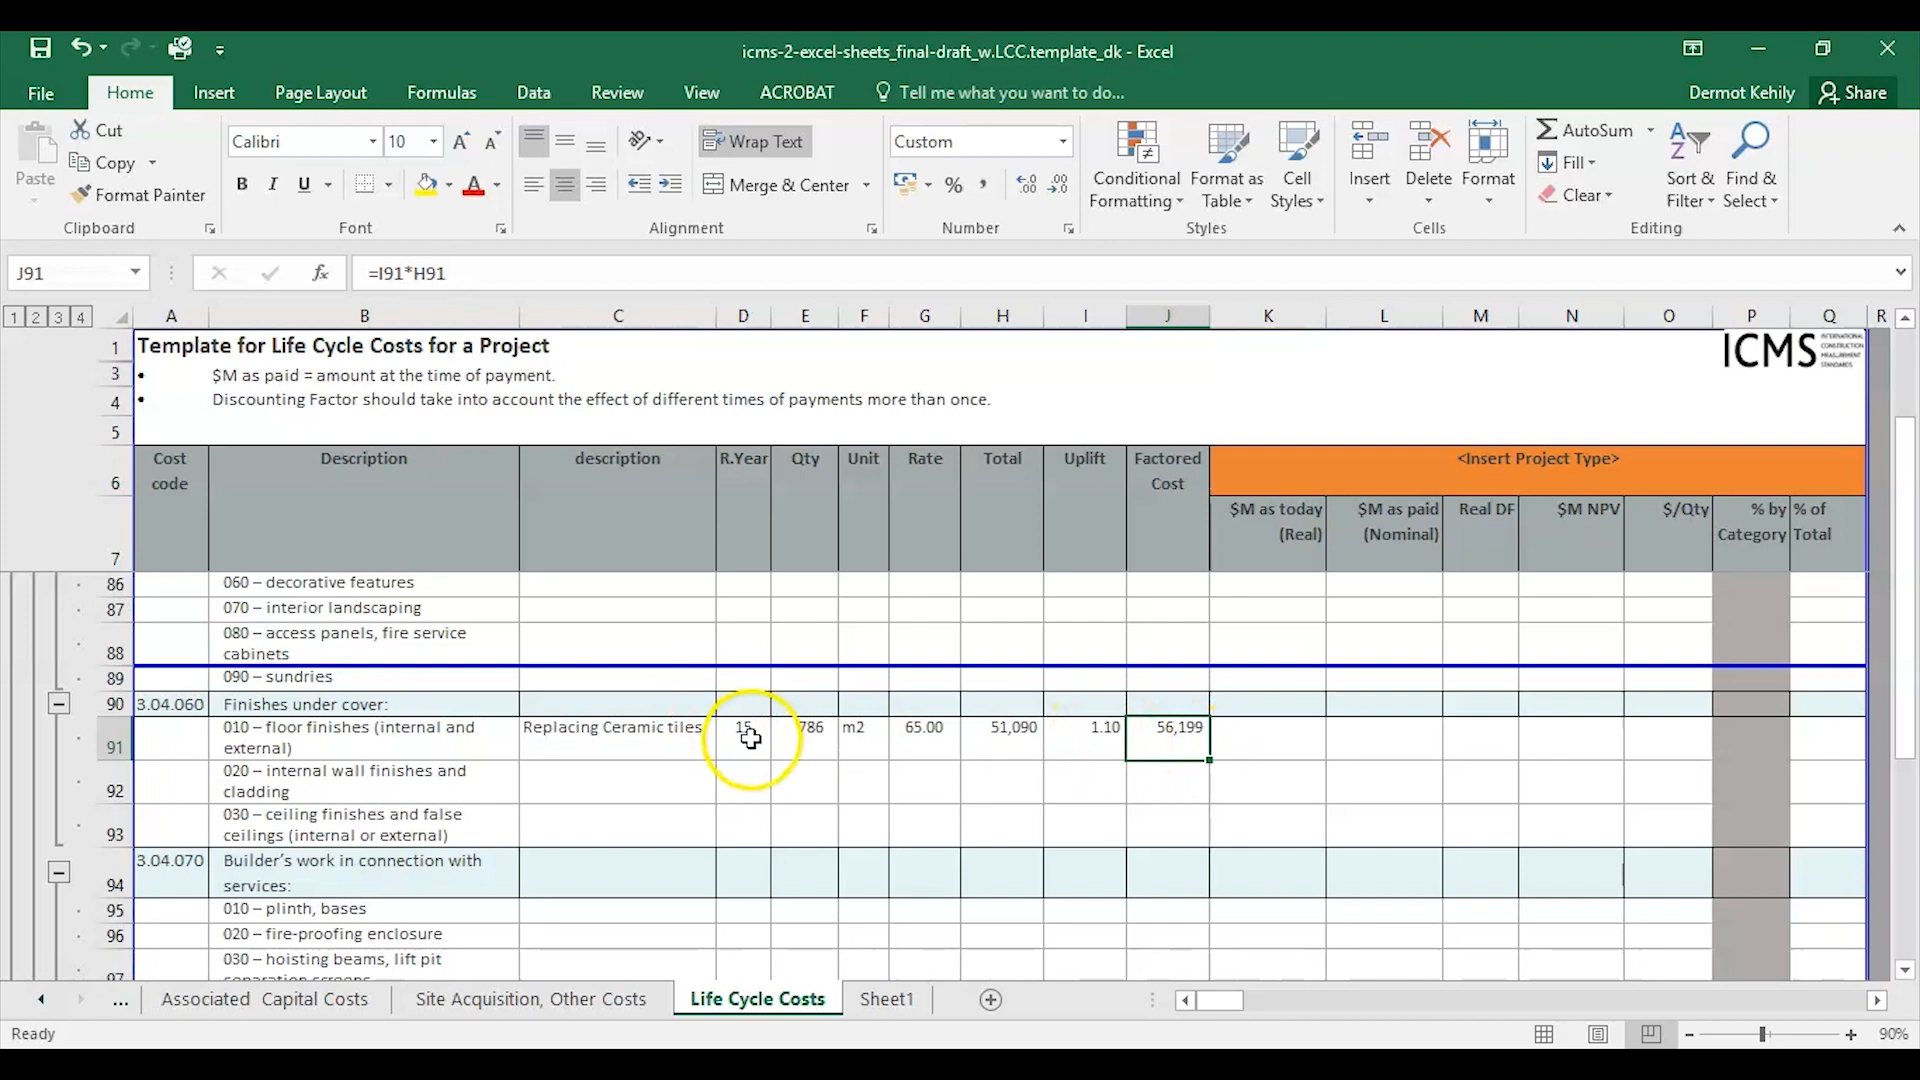 icms-2-excel-sheets_final-draft_w.LCC.template_dk - Excel
File Home Insert Page Layout Formulas Data Review View ACROBAT Tell me what you want to do... Dermot Kehily Share
Paste
Cut
Copy
Format Painter
Clipboard
Calibri 10
B I U
Font
Wrap Text
Merge & Center
Alignment
Custom
%
Number
Conditional Formatting
Format as Table
Cell Styles
Styles
Insert Delete Format
Cells
AutoSum
Fill
Clear
Sort & Filter
Find & Select
Editing
J91 fx =I91*H91
1 2 3 4 A B C D E F G H I J K L M N O P Q R
1 Template for Life Cycle Costs for a Project
ICMS INTERNATIONAL CONSTRUCTION MEASUREMENT STANDARDS
3 • $M as paid = amount at the time of payment.
4 • Discounting Factor should take into account the effect of different times of payments more than once.
5
6 Cost code Description description R.Year Qty Unit Rate Total Uplift Factored Cost <Insert Project Type>
7 $M as today (Real) $M as paid (Nominal) Real DF $M NPV $/Qty % by Category % of Total
86 060 – decorative features
87 070 – interior landscaping
88 080 – access panels, fire service cabinets
89 090 – sundries
90 3.04.060 Finishes under cover:
91 010 – floor finishes (internal and external) Replacing Ceramic tiles 15 786 m2 65.00 51,090 1.10 56,199
92 020 – internal wall finishes and cladding
93 030 – ceiling finishes and false ceilings (internal or external)
94 3.04.070 Builder's work in connection with services:
95 010 – plinth, bases
96 020 – fire-proofing enclosure
97 030 – hoisting beams, lift pit separation screens
... Associated Capital Costs Site Acquisition, Other Costs Life Cycle Costs Sheet1
Ready 90%